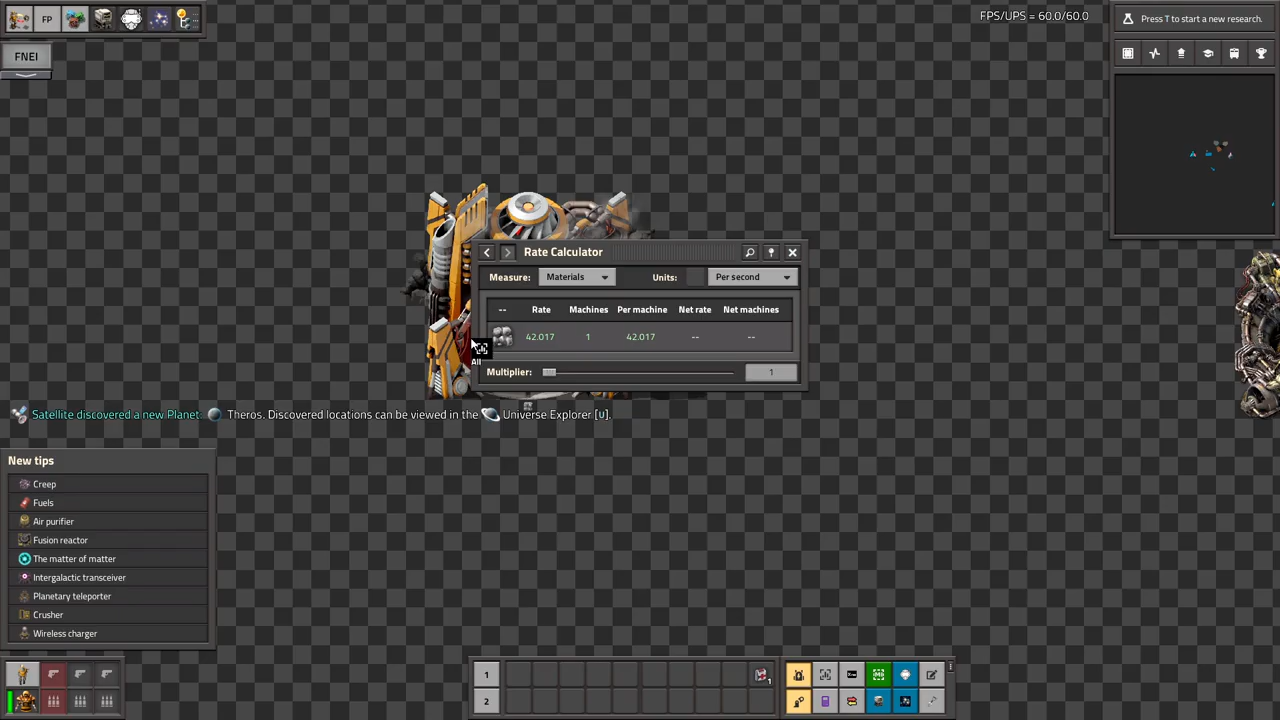 FP
FPS/UPS = 60.0/60.0
Press T to start a new research.
FNEI
Rate Calculator
Measure: Materials Units: Per second
-- Rate Machines Per machine Net rate Net machines
42.017 1 42.017 -- --
All
Multiplier: 1
Satellite discovered a new Planet: Theros. Discovered locations can be viewed in the Universe Explorer [U].
New tips
Creep
Fuels
Air purifier
Fusion reactor
The matter of matter
Intergalactic transceiver
Planetary teleporter
Crusher
Wireless charger
1
1
2